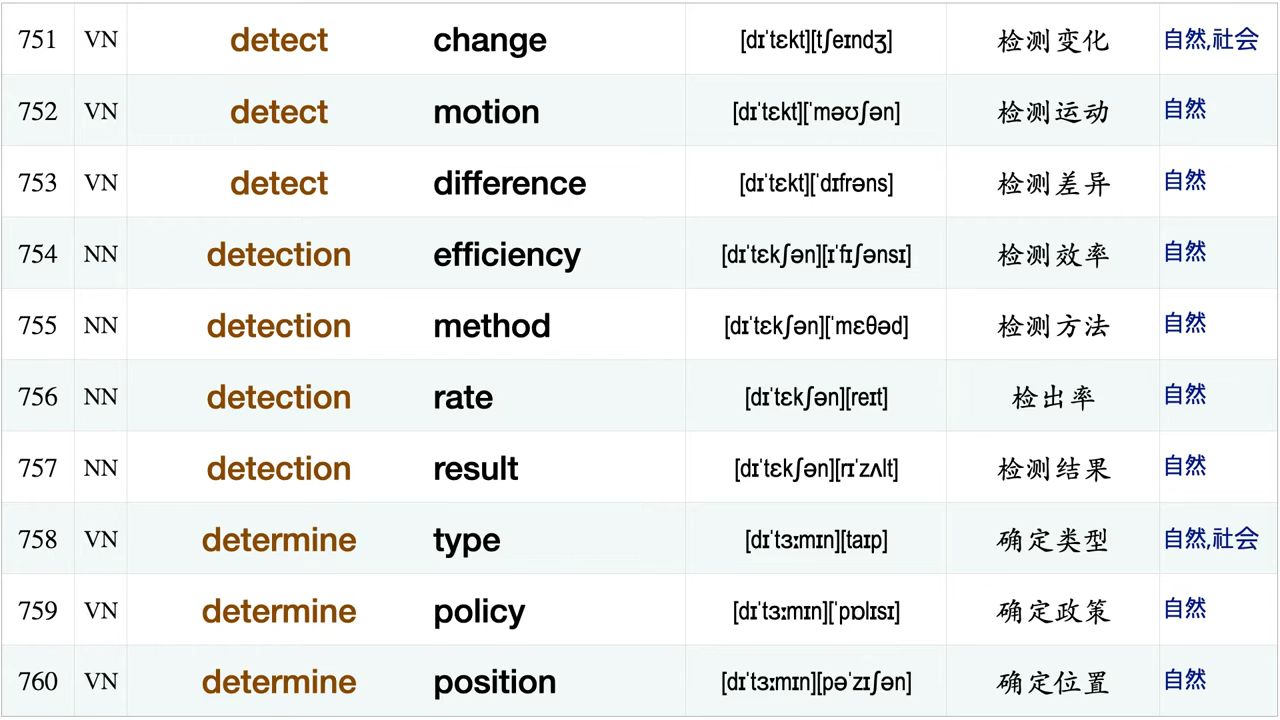 751 VN detect change [dɪˈtɛkt][tʃeɪndʒ] 检测变化 自然,社会
752 VN detect motion [dɪˈtɛkt][ˈməʊʃən] 检测运动 自然
753 VN detect difference [dɪˈtɛkt][ˈdɪfrəns] 检测差异 自然
754 NN detection efficiency [dɪˈtɛkʃən][ɪˈfɪʃənsɪ] 检测效率 自然
755 NN detection method [dɪˈtɛkʃən][ˈmɛθəd] 检测方法 自然
756 NN detection rate [dɪˈtɛkʃən][reɪt] 检出率 自然
757 NN detection result [dɪˈtɛkʃən][rɪˈzʌlt] 检测结果 自然
758 VN determine type [dɪˈtɜːmɪn][taɪp] 确定类型 自然,社会
759 VN determine policy [dɪˈtɜːmɪn][ˈpɒlɪsɪ] 确定政策 自然
760 VN determine position [dɪˈtɜːmɪn][pəˈzɪʃən] 确定位置 自然